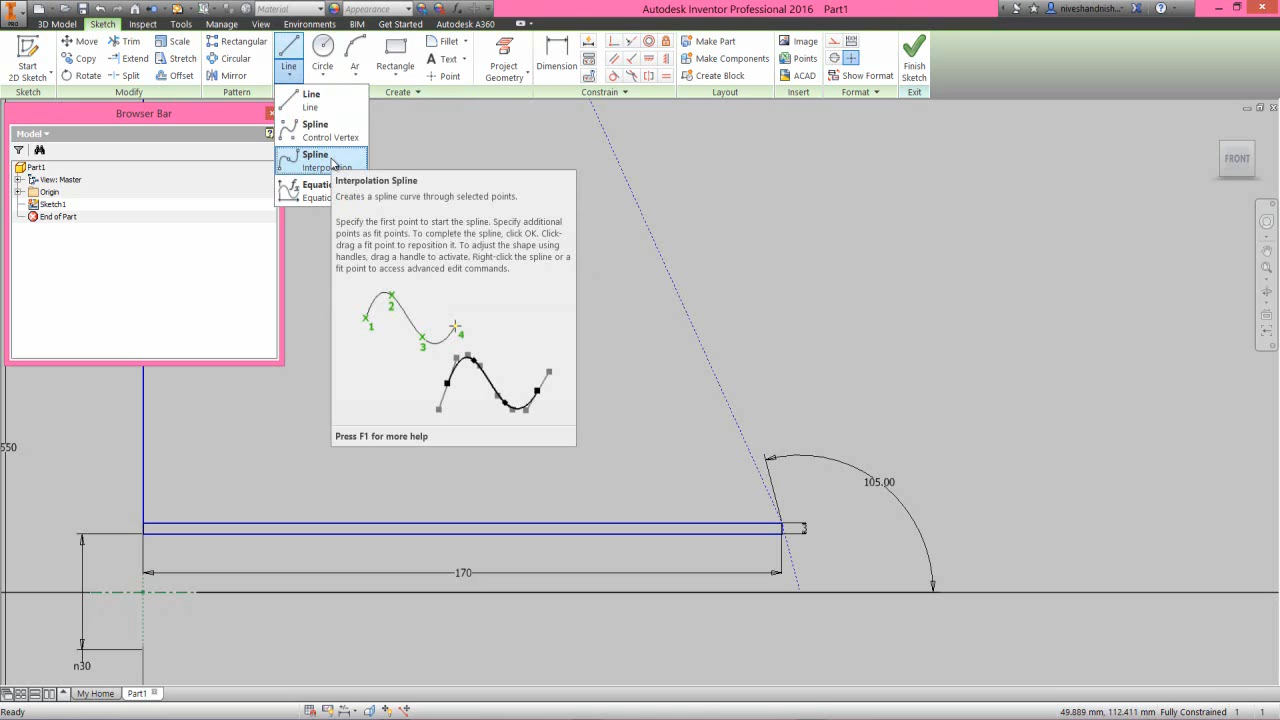 PRO
Material
Appearance
Autodesk Inventor Professional 2016 Part1
niveshandnish...
3D Model Sketch Inspect Tools Manage View Environments BIM Get Started Autodesk A360
Start
2D Sketch
Move Trim Scale
Copy Extend Stretch
Rotate Split Offset
Rectangular
Circular
Mirror
Line
Circle
Arc
Rectangle
Fillet
Text
Point
Project
Geometry
Dimension
Make Part
Make Components
Create Block
Image
Points
ACAD
Show Format
Finish
Sketch
Sketch Modify Pattern Create Constrain Layout Insert Format Exit
Line
Line
Spline
Control Vertex
Spline
Interpolation
Equatio
Equatio
Browser Bar
Model
Part1
View: Master
Origin
Sketch1
End of Part
Interpolation Spline
Creates a spline curve through selected points.
Specify the first point to start the spline. Specify additional
points as fit points. To complete the spline, click OK. Click-
drag a fit point to reposition it. To adjust the shape using
handles, drag a handle to activate. Right-click the spline or a
fit point to access advanced edit commands.
1
2
3
4
Press F1 for more help
FRONT
550
105.00
170
n30
My Home Part1
Ready
49.889 mm, 112.411 mm Fully Constrained 1 1